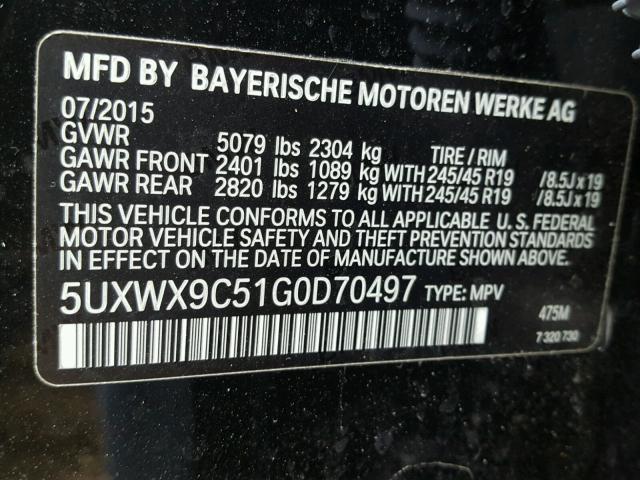 MFD BY BAYERISCHE MOTOREN WERKE AG
07/2015
GVWR 5079 lbs 2304 kg TIRE / RIM
GAWR FRONT 2401 lbs 1089 kg WITH 245/45 R19 /8.5J x 19
GAWR REAR 2820 lbs 1279 kg WITH 245/45 R19 /8.5J x 19
THIS VEHICLE CONFORMS TO ALL APPLICABLE U. S. FEDERAL
MOTOR VEHICLE SAFETY AND THEFT PREVENTION STANDARDS
IN EFFECT ON THE DATE OF MANUFACTURE SHOWN ABOVE.
5UXWX9C51G0D70497 TYPE: MPV 475M
7 320 730